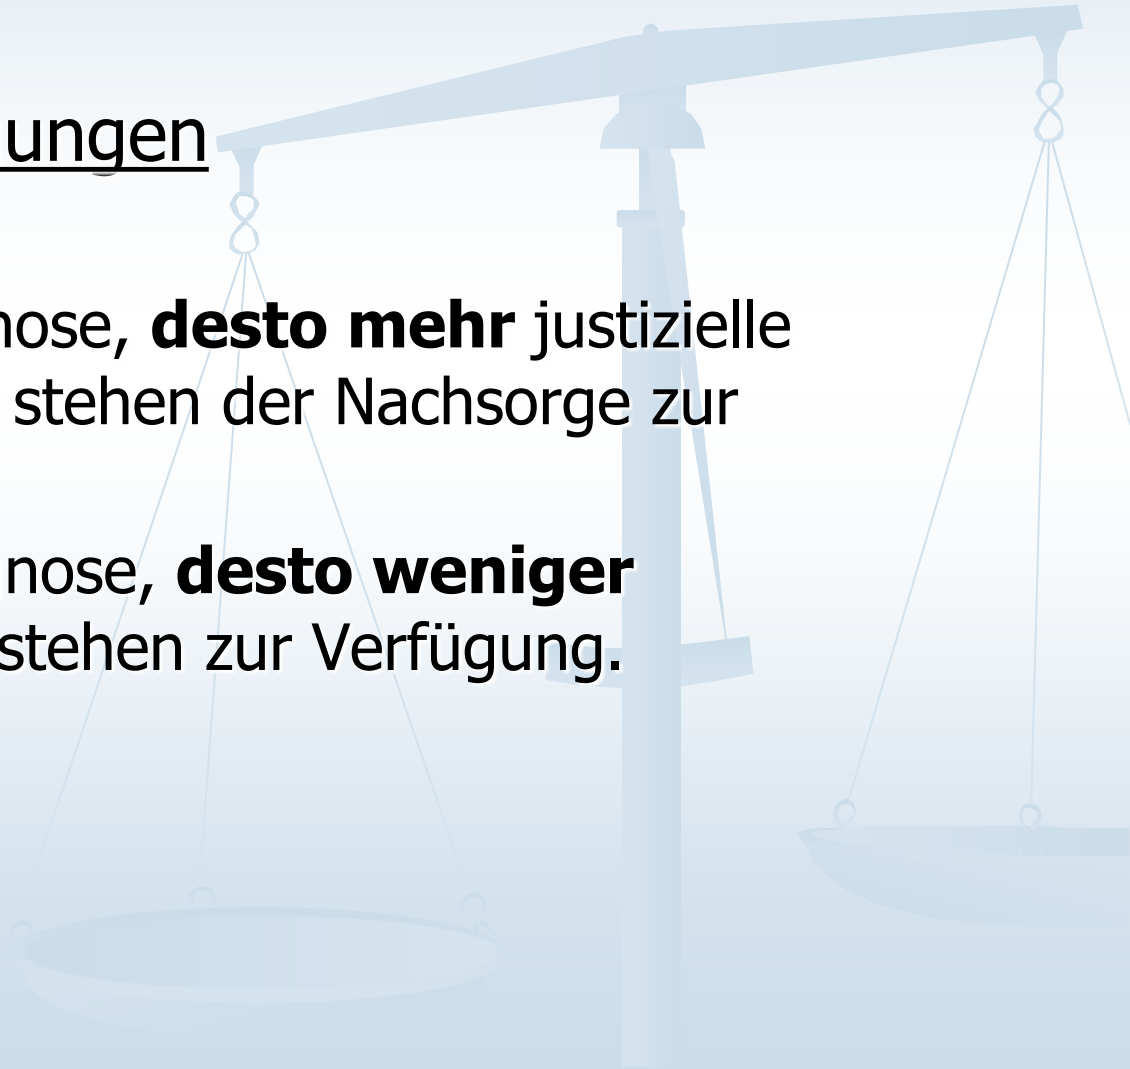 ungen
nose, desto mehr justizielle
stehen der Nachsorge zur
nose, desto weniger
stehen zur Verfügung.